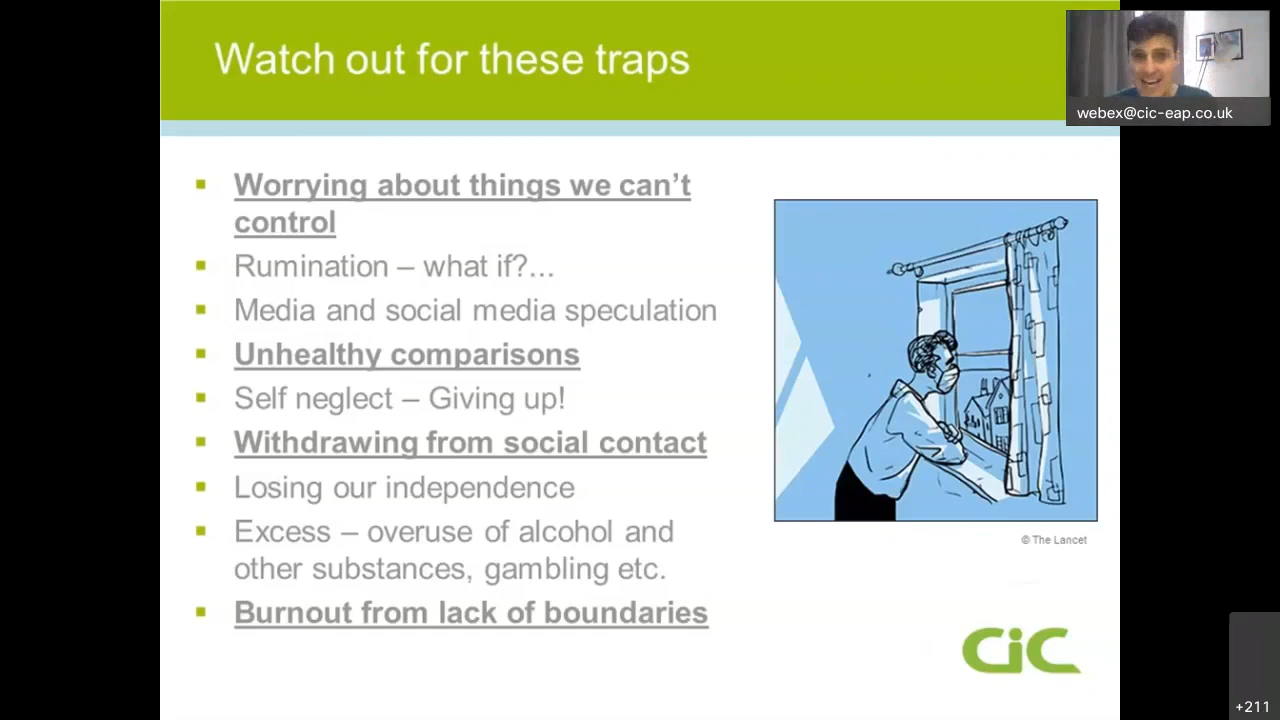 Watch out for these traps
webex@cic-eap.co.uk
▪ Worrying about things we can't
control
▪ Rumination – what if?...
▪ Media and social media speculation
▪ Unhealthy comparisons
▪ Self neglect – Giving up!
▪ Withdrawing from social contact
▪ Losing our independence
▪ Excess – overuse of alcohol and
other substances, gambling etc.
▪ Burnout from lack of boundaries
© The Lancet
CiC
+211